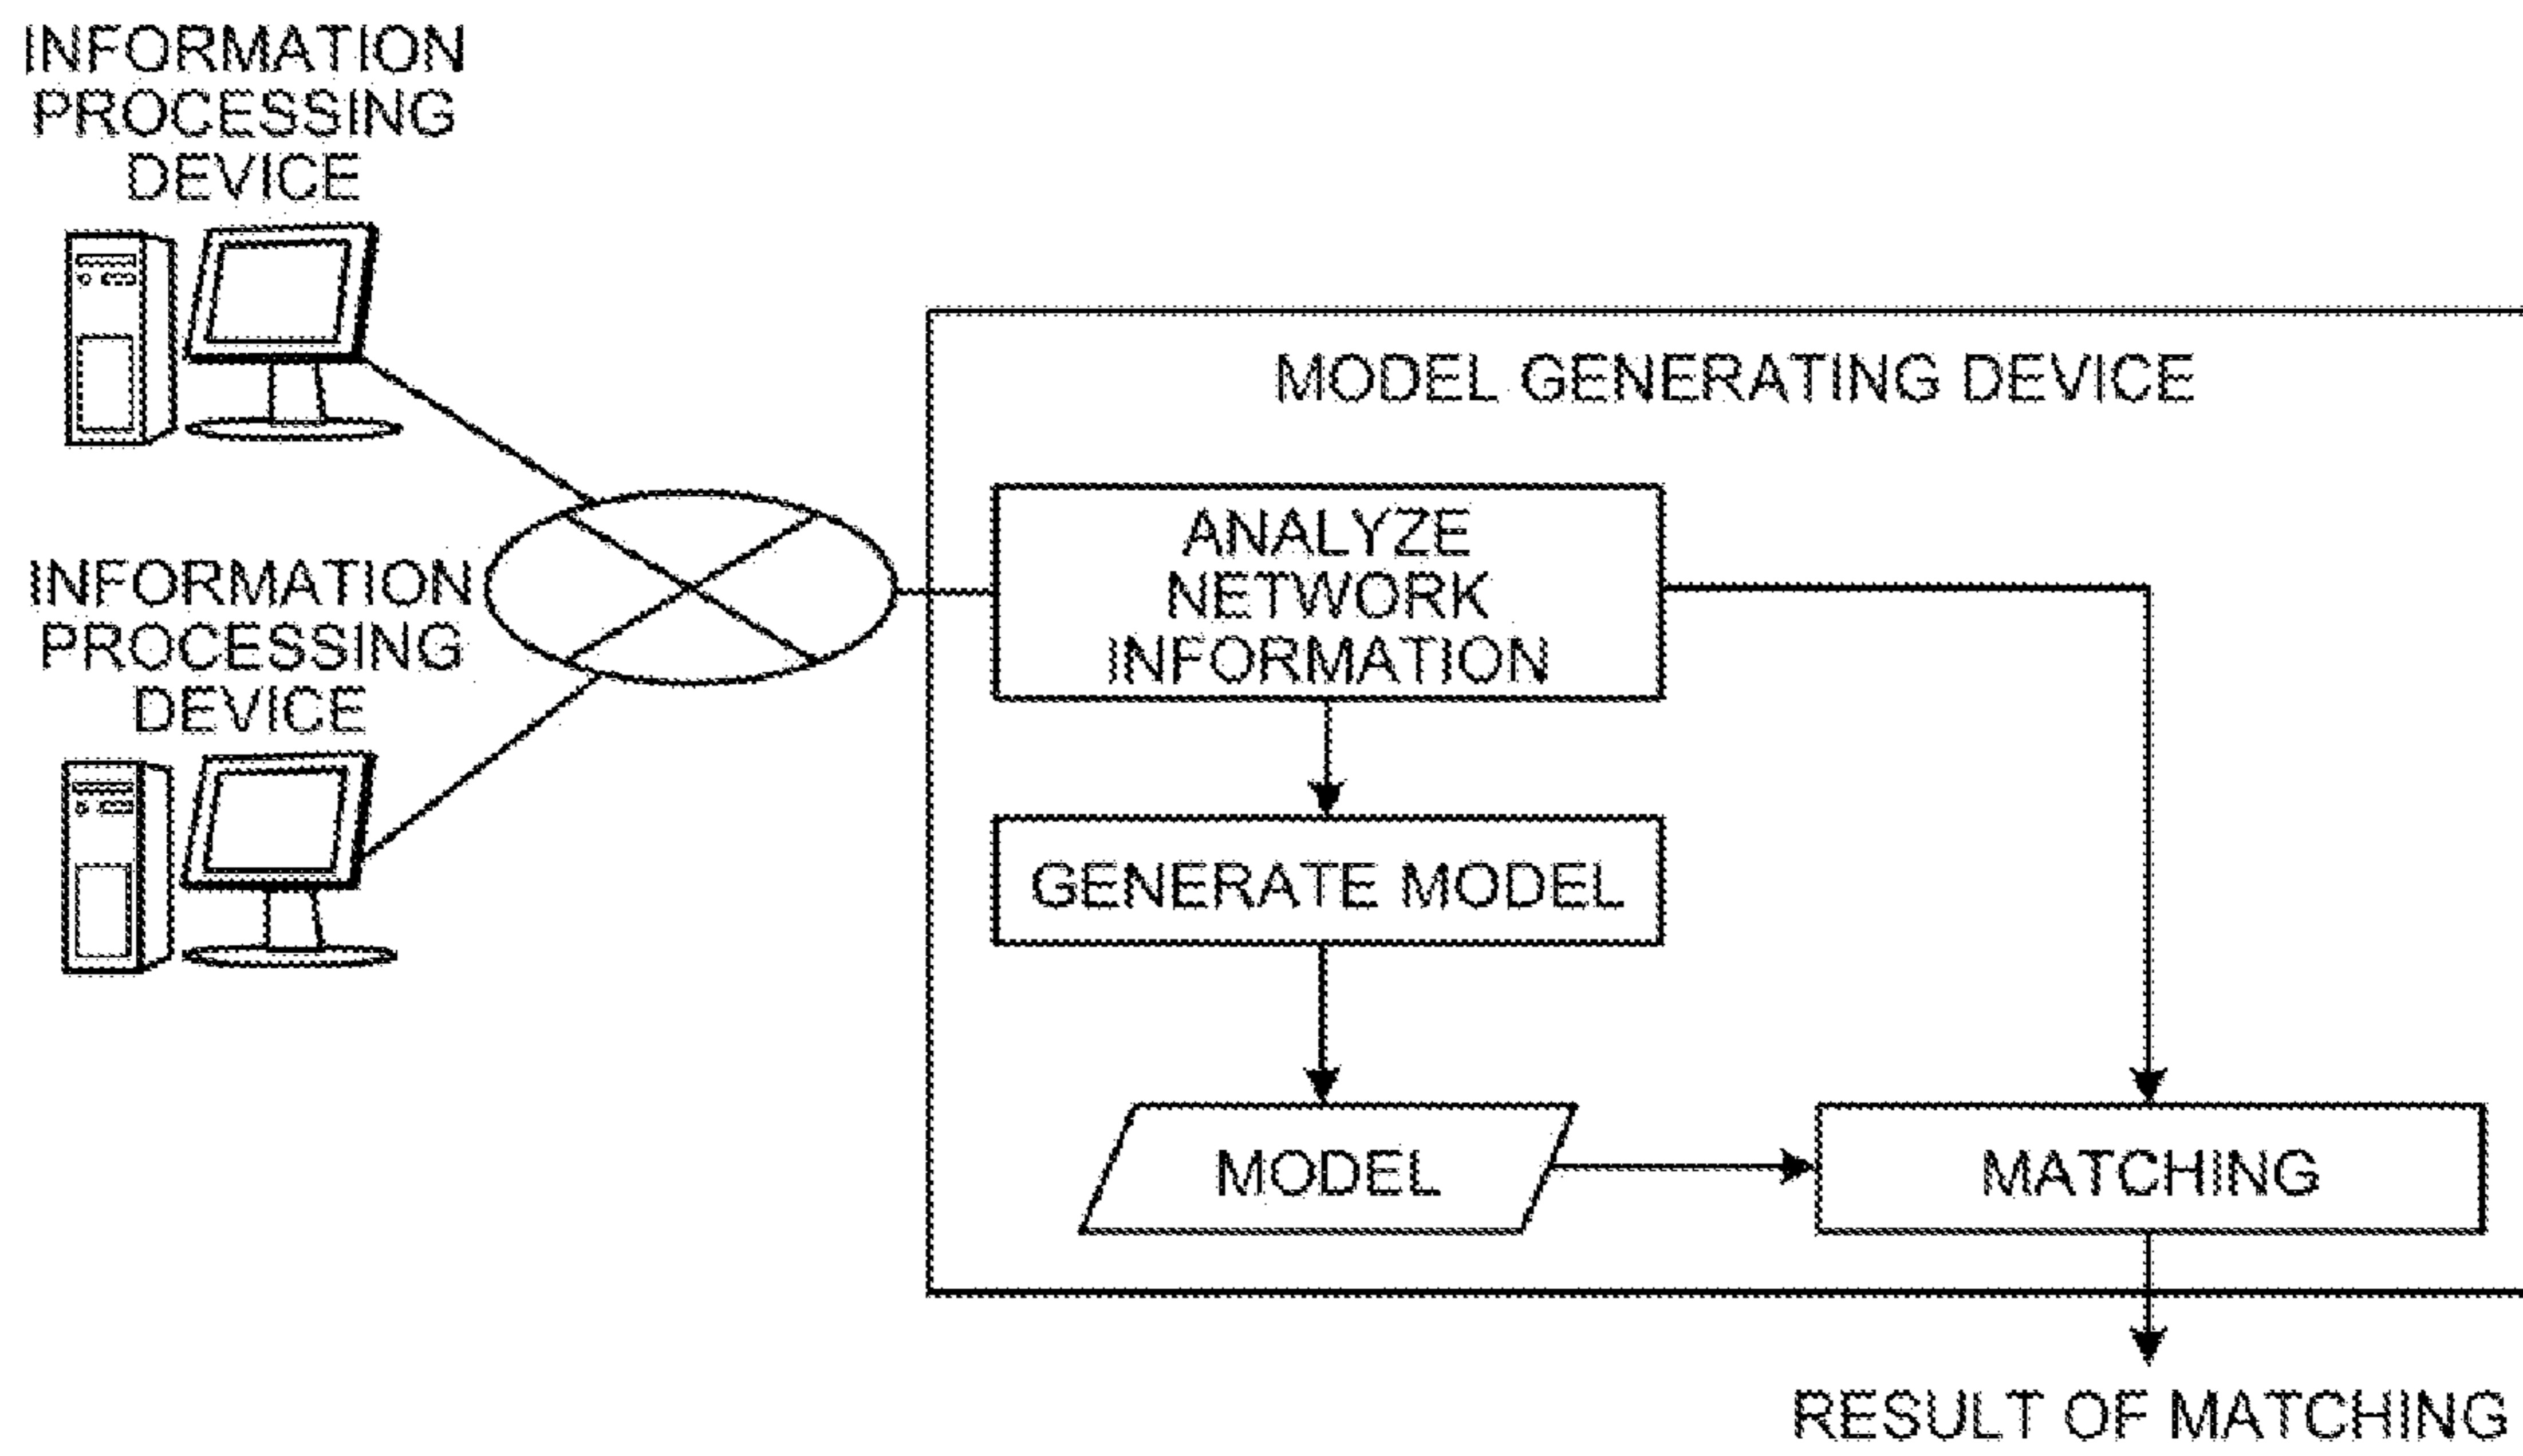 INFORMATION
PROCESSING
DEVICE
INFORMATION
PROCESSING
DEVICE
MODEL GENERATING DEVICE
ANALYZE
NETWORK
INFORMATION
GENERATE MODEL
MODEL
MATCHING
RESULT OF MATCHING